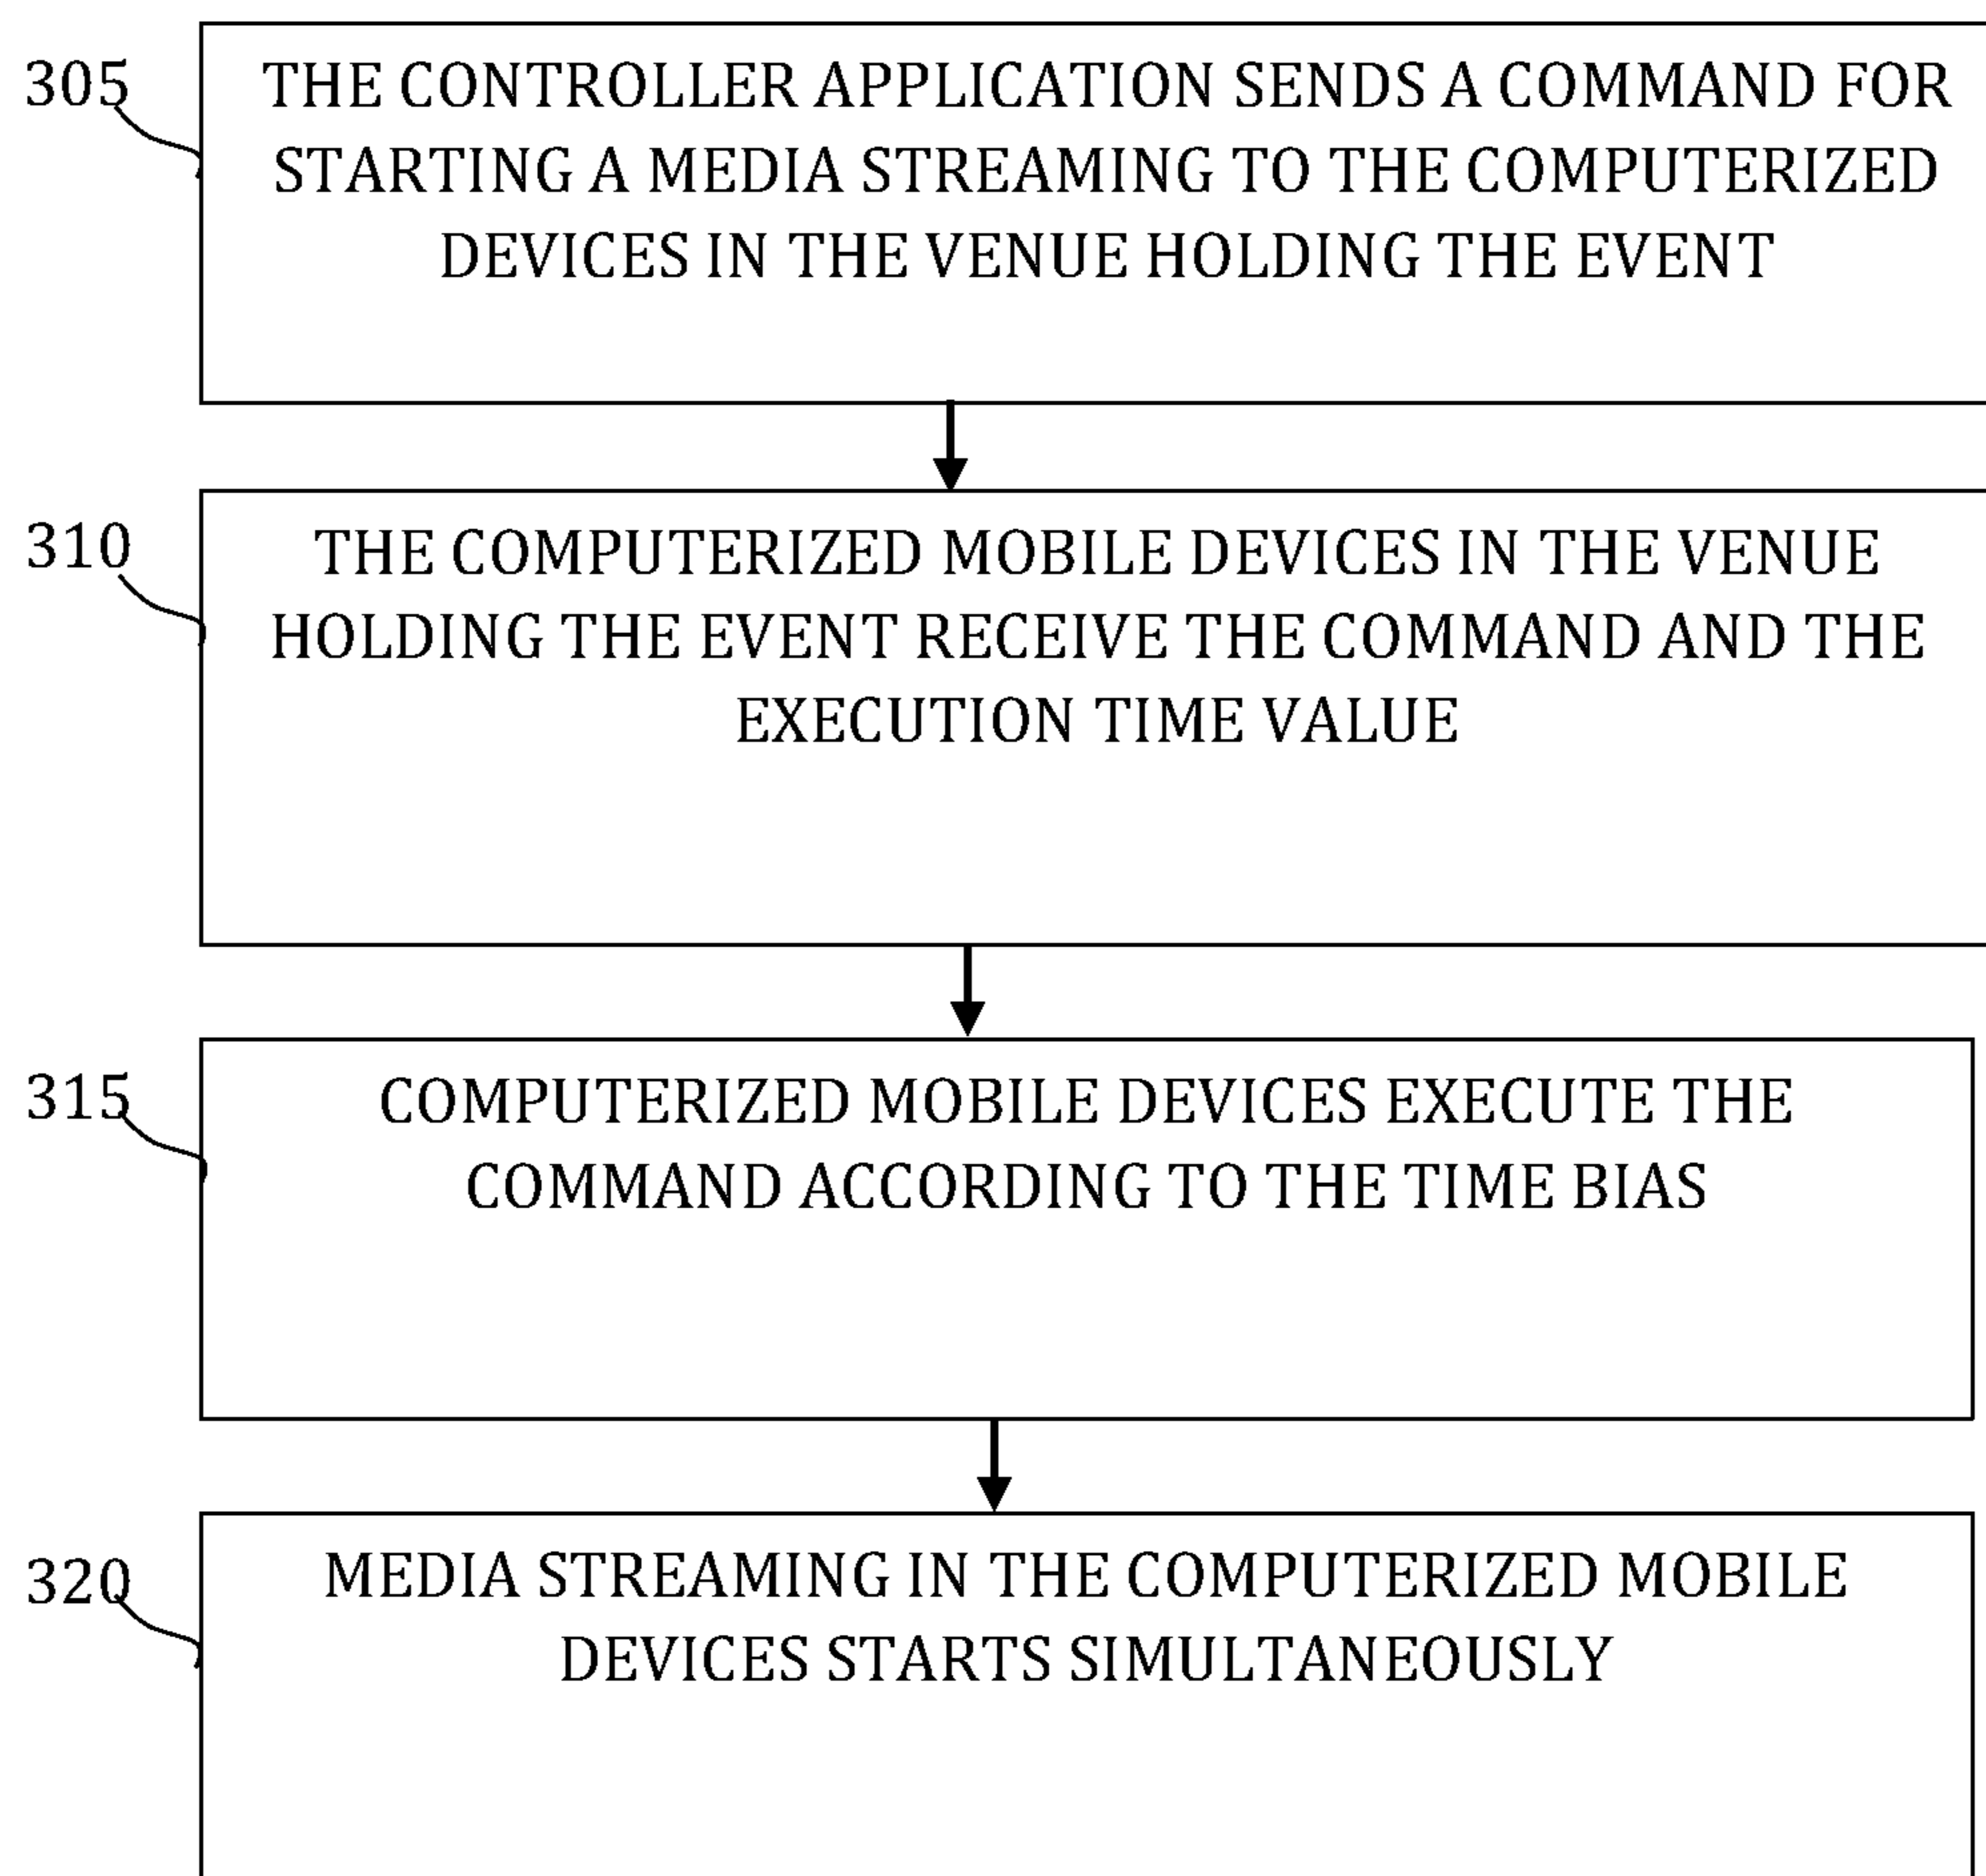 305
THE CONTROLLER APPLICATION SENDS A COMMAND FOR
STARTING A MEDIA STREAMING TO THE COMPUTERIZED
DEVICES IN THE VENUE HOLDING THE EVENT
310
THE COMPUTERIZED MOBILE DEVICES IN THE VENUE
HOLDING THE EVENT RECEIVE THE COMMAND AND THE
EXECUTION TIME VALUE
315
COMPUTERIZED MOBILE DEVICES EXECUTE THE
COMMAND ACCORDING TO THE TIME BIAS
320
MEDIA STREAMING IN THE COMPUTERIZED MOBILE
DEVICES STARTS SIMULTANEOUSLY